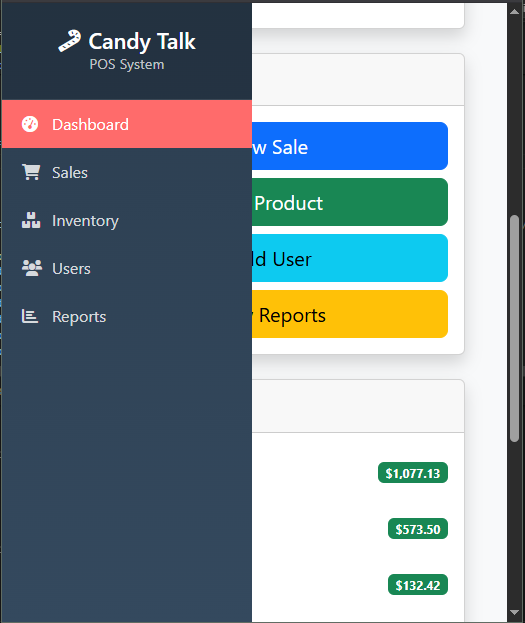 Candy Talk
POS System
Dashboard
Sales
Inventory
Users
Reports
w Sale
Product
dd User
Reports
$1,077.13
$573.50
$132.42